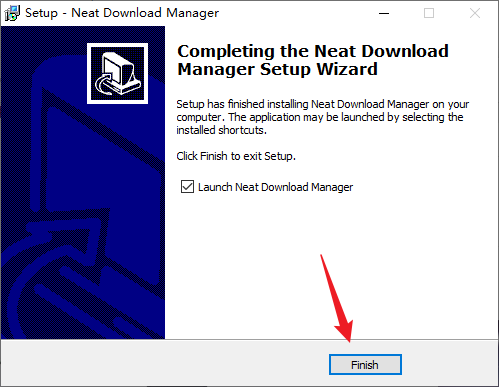 Setup - Neat Download Manager
Completing the Neat Download
Manager Setup Wizard
Setup has finished installing Neat Download Manager on your
computer. The application may be launched by selecting the
installed shortcuts.
Click Finish to exit Setup.
Launch Neat Download Manager
Finish